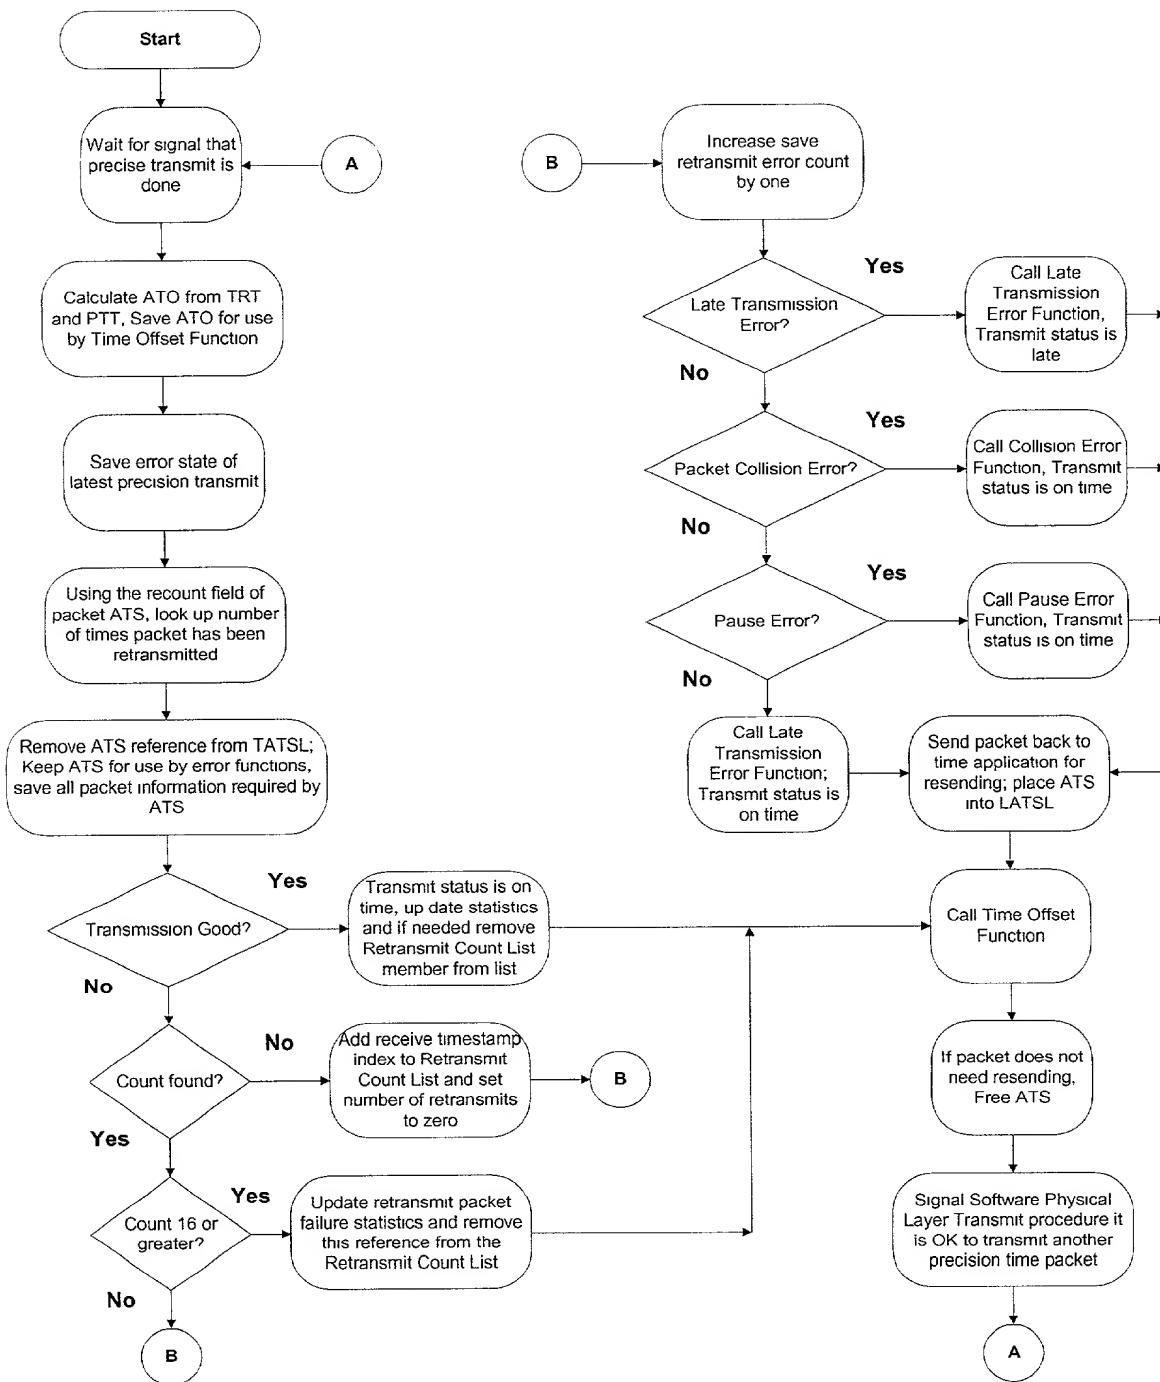 Start
Wait for signal that
precise transmit is
done
A
Calculate ATO from TRT
and PTT, Save ATO for use
by Time Offset Function
Save error state of
latest precision transmit
Using the recount field of
packet ATS, look up number
of times packet has been
retransmitted
Remove ATS reference from TATSL;
Keep ATS for use by error functions,
save all packet information required by
ATS
Transmission Good?
Yes
Transmit status is on
time, up date statistics
and if needed remove
Retransmit Count List
member from list
No
Count found?
No
Add receive timestamp
index to Retransmit
Count List and set
number of retransmits
to zero
B
Yes
Count 16 or
greater?
Yes
Update retransmit packet
failure statistics and remove
this reference from the
Retransmit Count List
No
B
B
Increase save
retransmit error count
by one
Late Transmission
Error?
Yes
Call Late
Transmission
Error Function,
Transmit status is
late
No
Packet Collision Error?
Yes
Call Collision Error
Function, Transmit
status is on time
No
Pause Error?
Yes
Call Pause Error
Function, Transmit
status is on time
No
Call Late
Transmission
Error Function;
Transmit status is
on time
Send packet back to
time application for
resending; place ATS
into LATSL
Call Time Offset
Function
If packet does not
need resending,
Free ATS
Signal Software Physical
Layer Transmit procedure it
is OK to transmit another
precision time packet
A